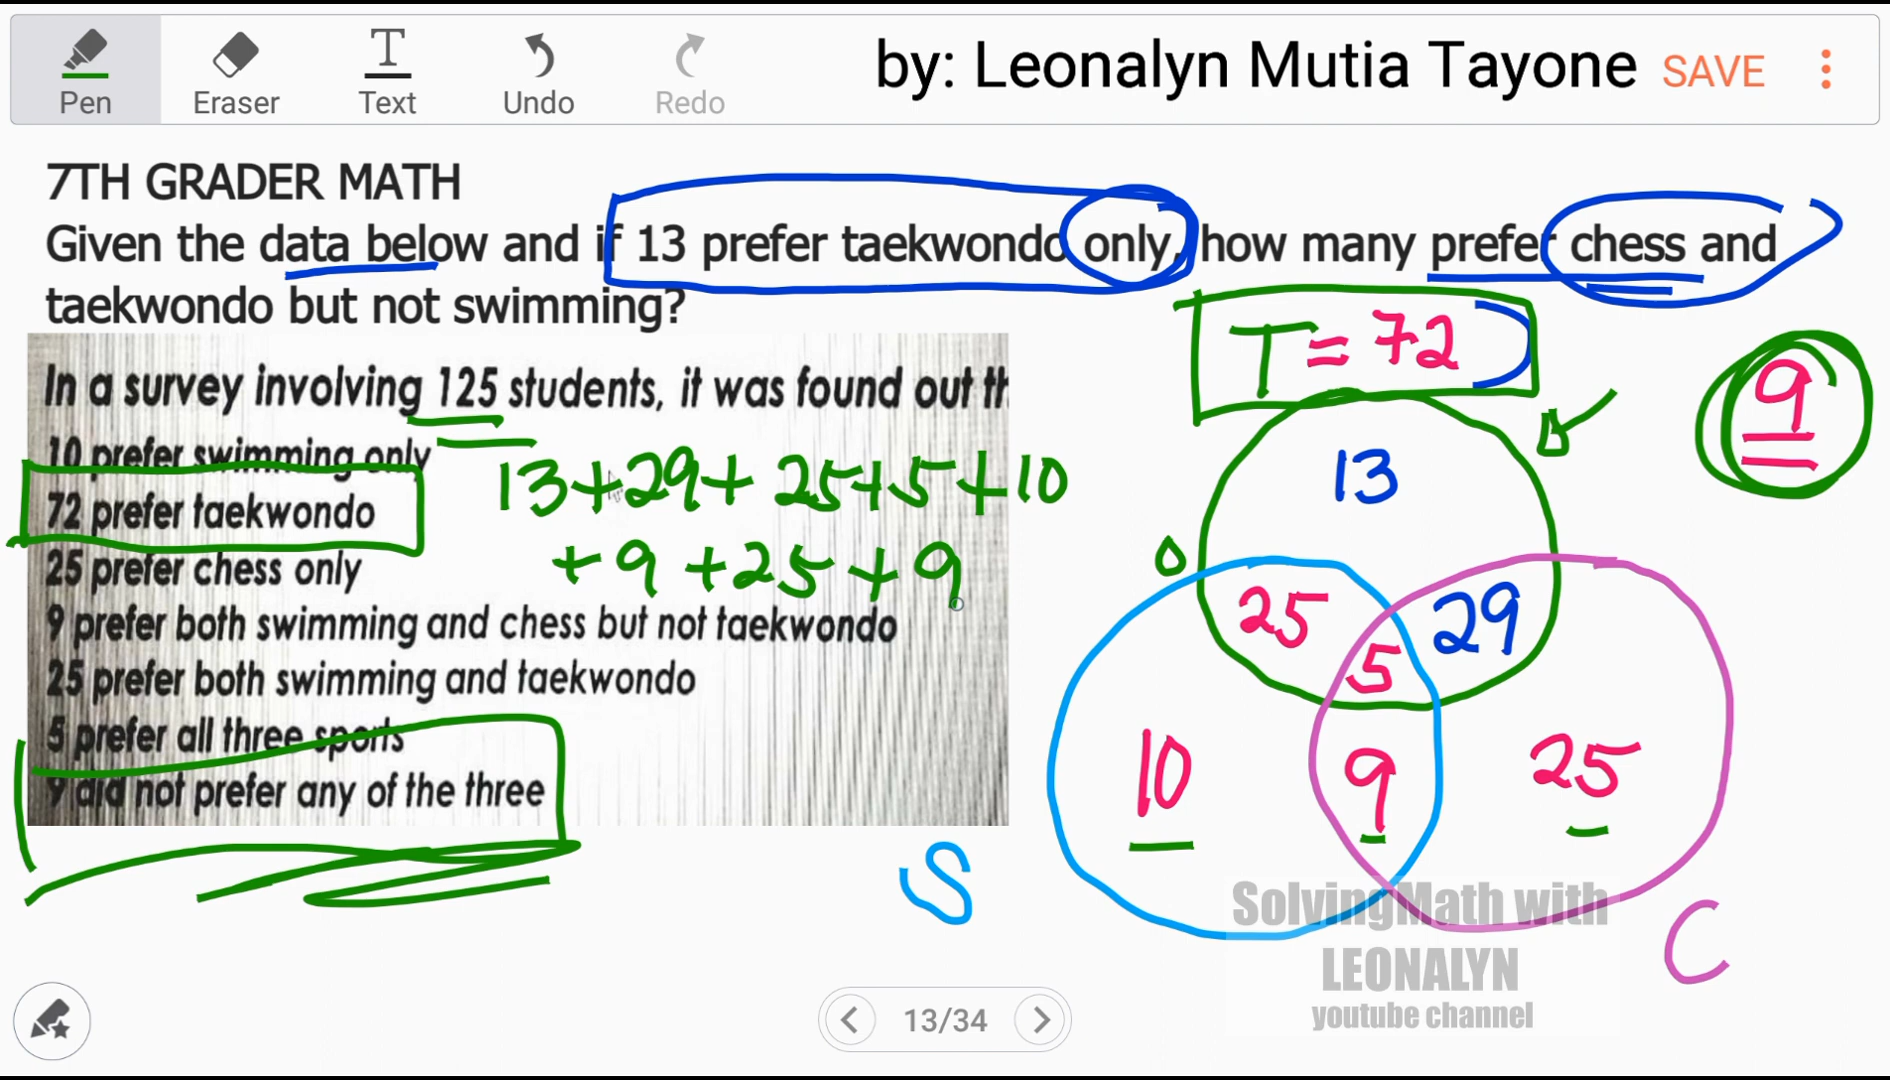 Pen
Eraser
Text
Undo
Redo
by: Leonalyn Mutia Tayone
SAVE
7TH GRADER MATH
Given the data below and if 13 prefer taekwondo only, how many prefer chess and
taekwondo but not swimming?
In a survey involving 125 students, it was found out th
10 prefer swimming only
72 prefer taekwondo
25 prefer chess only
9 prefer both swimming and chess but not taekwondo
25 prefer both swimming and taekwondo
5 prefer all three sports
9 did not prefer any of the three
13+29+25+5+10
+9+25+9
T=72
9
13
25
5
29
10
9
25
S
C
SolvingMath with
LEONALYN
youtube channel
13/34